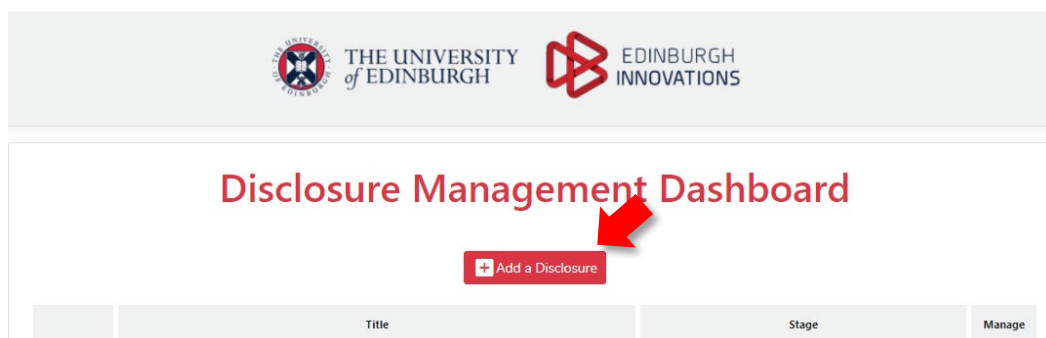 THE UNIVERSITY
of EDINBURGH
EDINBURGH
INNOVATIONS
Disclosure Management Dashboard
Add a Disclosure
Title Stage Manage